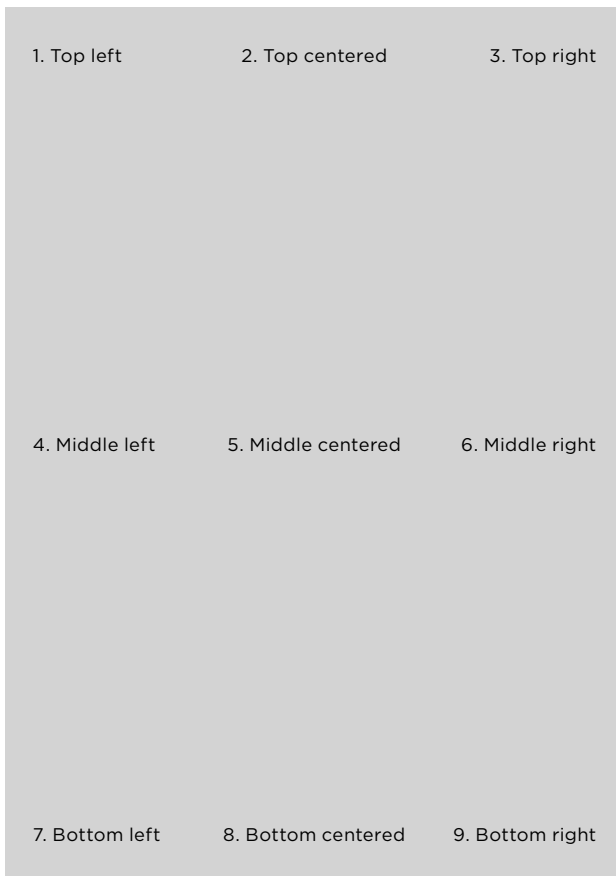 1. Top left
2. Top centered
3. Top right
4. Middle left
5. Middle centered
6. Middle right
7. Bottom left
8. Bottom centered
9. Bottom right